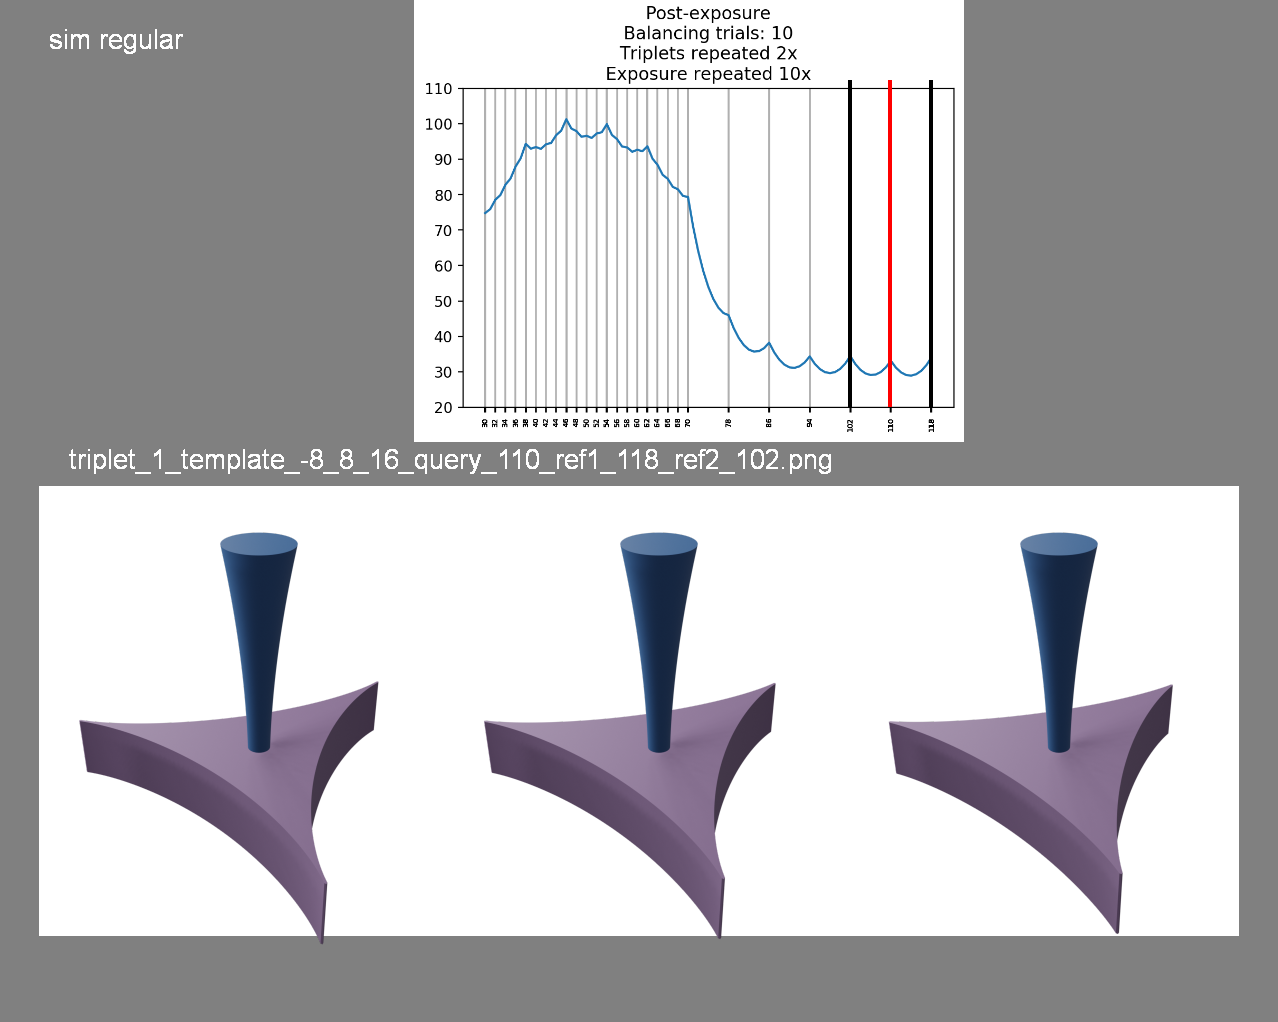 sim regular
Post-exposure
Balancing trials: 10
Triplets repeated 2x
Exposure repeated 10x
110
100
90
80
70
60
50
40
30
20
30 32 34 36 38 40 42 44 46 48 50 52 54 56 58 60 62 64 66 68 70 78 86 94 102 110 118
triplet_1_template_-8_8_16_query_110_ref1_118_ref2_102.png